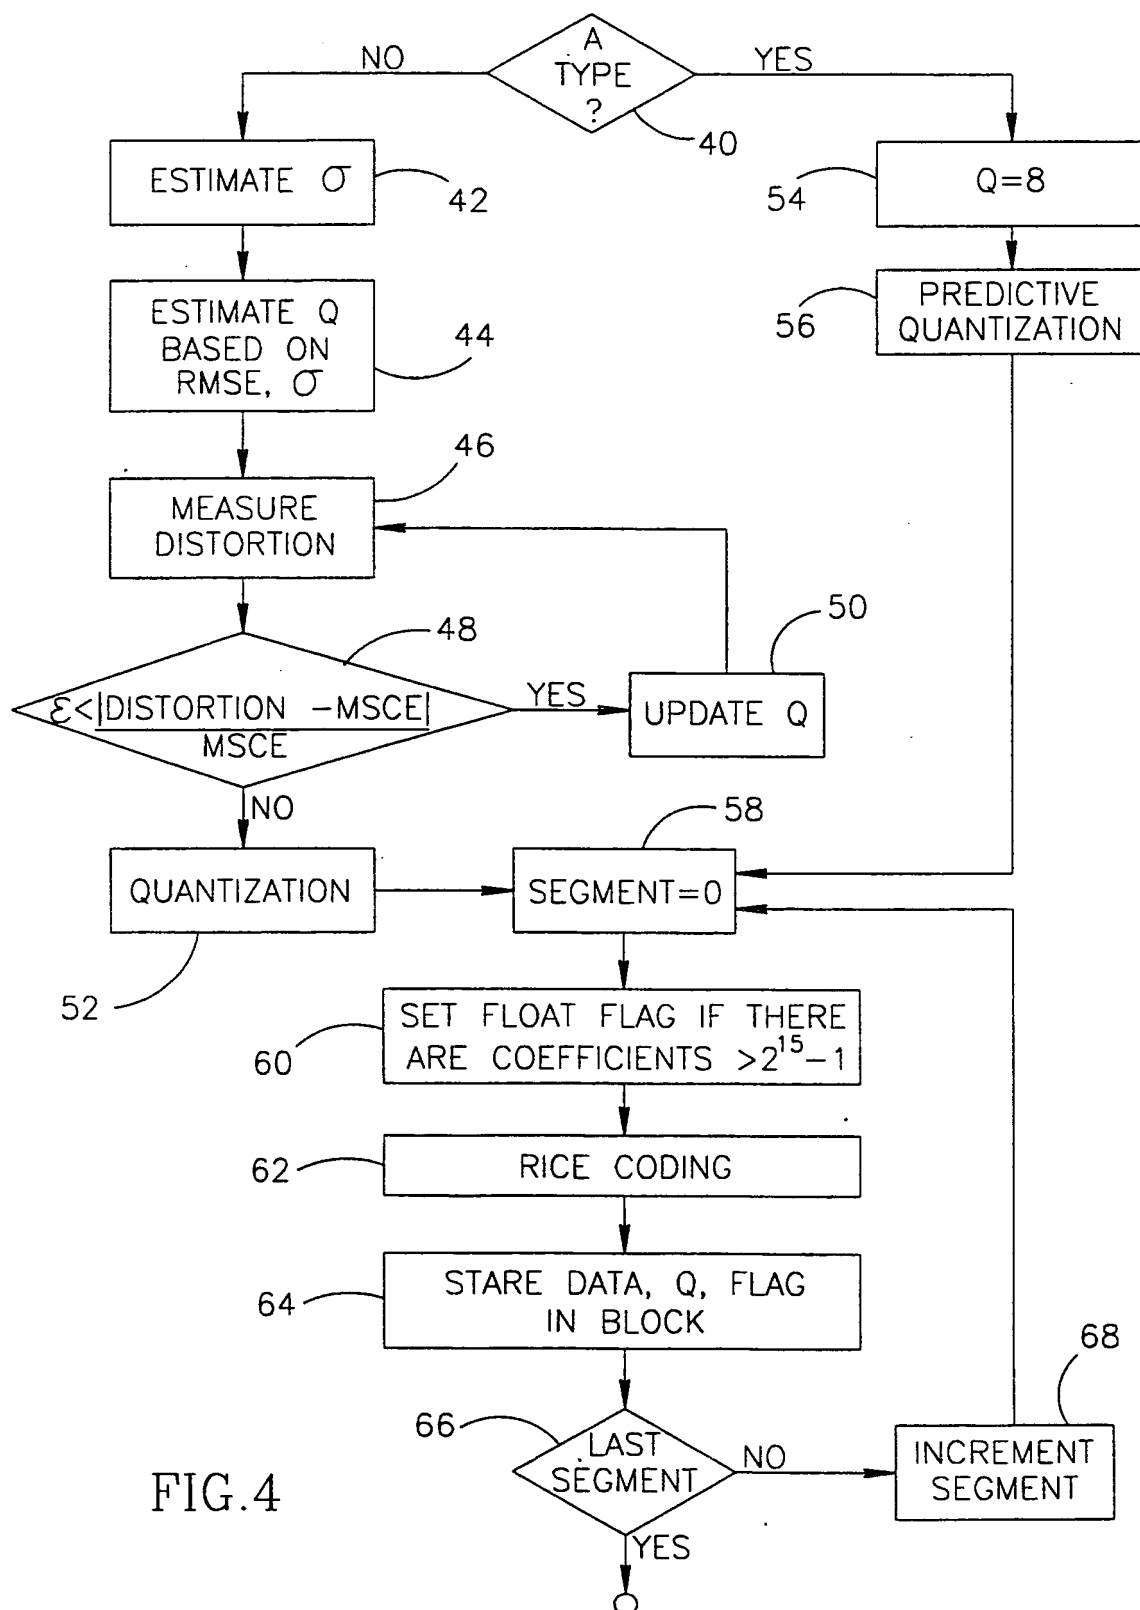 A
TYPE
?
NO
YES
40
ESTIMATE σ
42
54
Q=8
ESTIMATE Q
BASED ON
RMSE, σ
44
56
PREDICTIVE
QUANTIZATION
46
MEASURE
DISTORTION
48
50
ε<|DISTORTION -MSCE|
MSCE
YES
UPDATE Q
NO
58
QUANTIZATION
SEGMENT=0
52
60
SET FLOAT FLAG IF THERE
ARE COEFFICIENTS >2^15-1
62
RICE CODING
64
STARE DATA, Q, FLAG
IN BLOCK
68
66
LAST
SEGMENT
NO
INCREMENT
SEGMENT
YES
FIG.4